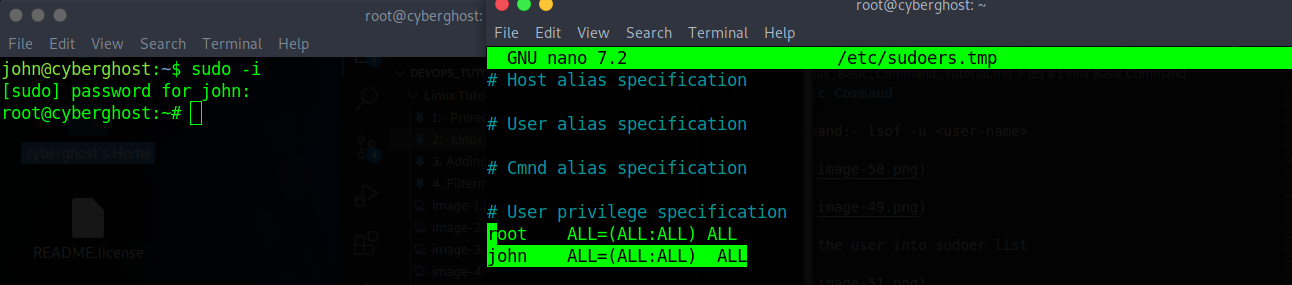 root@cyberghost:
File Edit View Search Terminal Help
john@cyberghost:~$ sudo -i
[sudo] password for john:
root@cyberghost:~#
cyberghost's Home
README.license
DEVOPS_TUT
Linux Tuto
1:- Prere
2:- Linux
3. Adding
4. Filterin
image-1
image-2
image-3
image-4
root@cyberghost: ~
File Edit View Search Terminal Help
GNU nano 7.2 /etc/sudoers.tmp
# Host alias specification
# User alias specification
# Cmnd alias specification
# User privilege specification
root ALL=(ALL:ALL) ALL
john ALL=(ALL:ALL) ALL
4 Linux Basic Command
ic Command
mmand:- lsof -u <user-name>
image-50.png)
image-49.png)
the user into sudoer list
image-51.png)